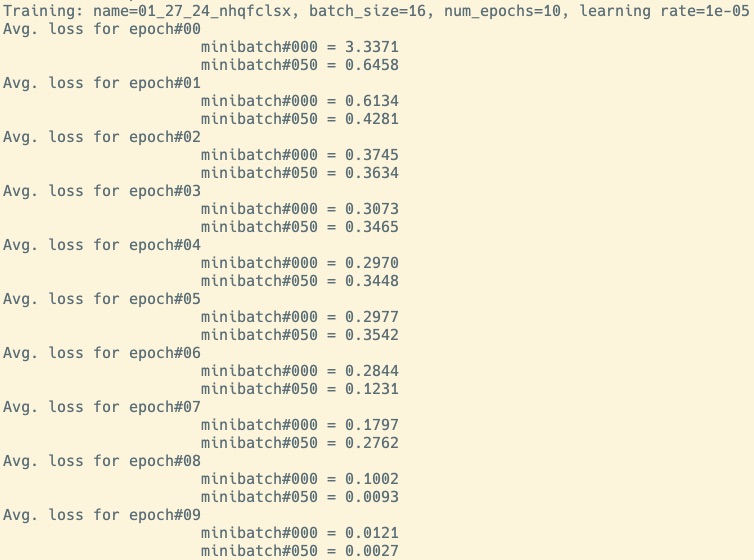 Training: name=01_27_24_nhqfclsx, batch_size=16, num_epochs=10, learning rate=1e-05
Avg. loss for epoch#00
minibatch#000 = 3.3371
minibatch#050 = 0.6458
Avg. loss for epoch#01
minibatch#000 = 0.6134
minibatch#050 = 0.4281
Avg. loss for epoch#02
minibatch#000 = 0.3745
minibatch#050 = 0.3634
Avg. loss for epoch#03
minibatch#000 = 0.3073
minibatch#050 = 0.3465
Avg. loss for epoch#04
minibatch#000 = 0.2970
minibatch#050 = 0.3448
Avg. loss for epoch#05
minibatch#000 = 0.2977
minibatch#050 = 0.3542
Avg. loss for epoch#06
minibatch#000 = 0.2844
minibatch#050 = 0.1231
Avg. loss for epoch#07
minibatch#000 = 0.1797
minibatch#050 = 0.2762
Avg. loss for epoch#08
minibatch#000 = 0.1002
minibatch#050 = 0.0093
Avg. loss for epoch#09
minibatch#000 = 0.0121
minibatch#050 = 0.0027